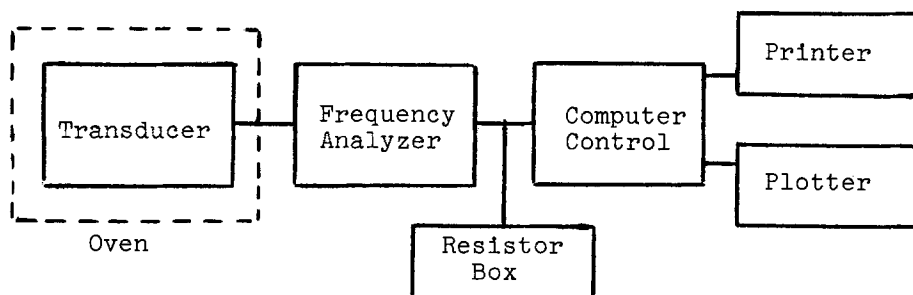 Transducer
Oven
Frequency
Analyzer
Resistor
Box
Computer
Control
Printer
Plotter